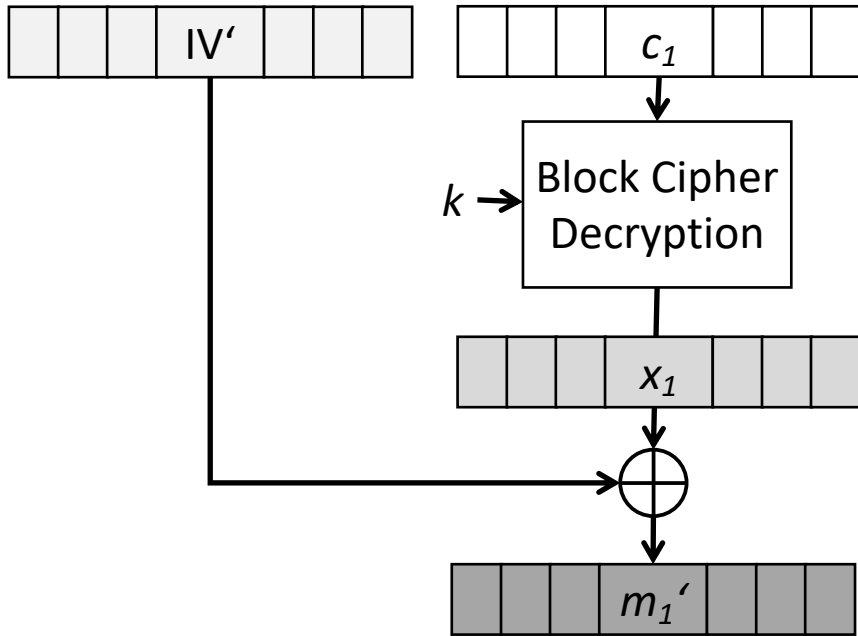 IV‘
c₁
k
Block Cipher
Decryption
x₁
m₁‘